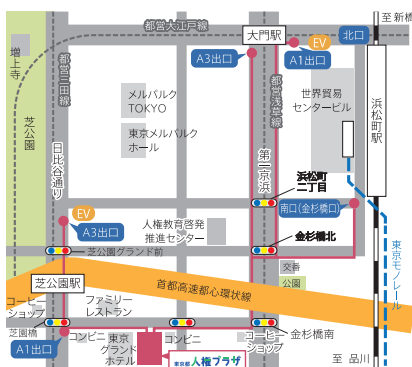 至 新橋
都営大江戸線
大門駅
EV
北口
A3出口
A1出口
増上寺
都営三田線
都営浅草線
メルパルク
TOKYO
世界貿易
センタービル
浜松町駅
芝公園
東京メルパルク
ホール
日比谷通り
第一京浜
浜松町
二丁目
EV
南口(金杉橋口)
A3出口
人権教育啓発
推進センター
金杉橋北
東京モノレール
芝公園グランド前
交番
公園
芝公園駅
首都高速都心環状線
コーヒー
ショップ
ファミリー
レストラン
芝園橋
金杉橋南
コンビニ
東京
グランド
ホテル
コンビニ
コーヒー
ショップ
A1出口
東京都 人権プラザ
至 品川